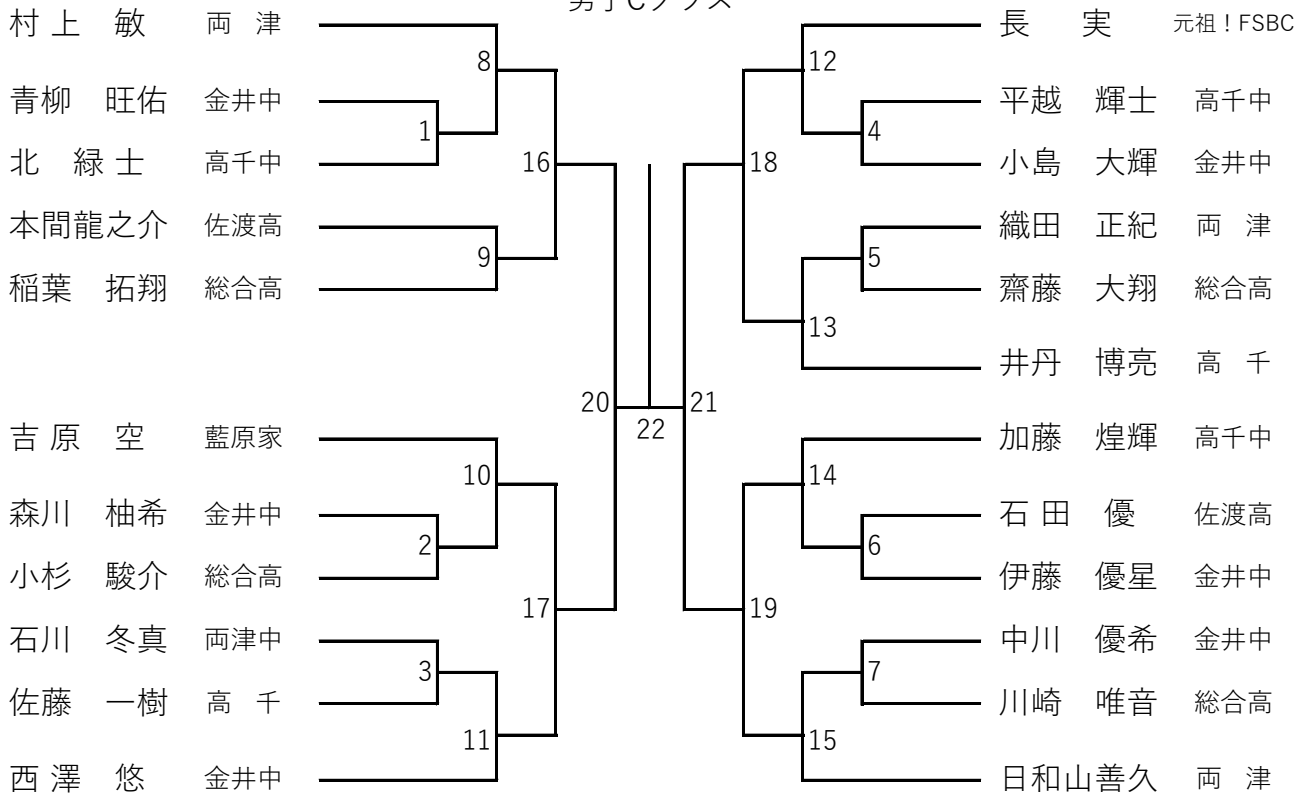 男子Cクラス
村上 敏 両 津
8
青柳 旺佑 金井中
1
北 緑士 高千中
16
本間龍之介 佐渡高
9
稲葉 拓翔 総合高
20
吉原 空 藍原家
10
森川 柚希 金井中
2
小杉 駿介 総合高
17
石川 冬真 両津中
3
佐藤 一樹 高 千
11
西澤 悠 金井中
22
長 実 元祖！FSBC
12
平越 輝士 高千中
4
小島 大輝 金井中
18
織田 正紀 両 津
5
齋藤 大翔 総合高
13
井丹 博亮 高 千
21
加藤 煌輝 高千中
14
石田 優 佐渡高
6
伊藤 優星 金井中
19
中川 優希 金井中
7
川崎 唯音 総合高
15
日和山善久 両 津